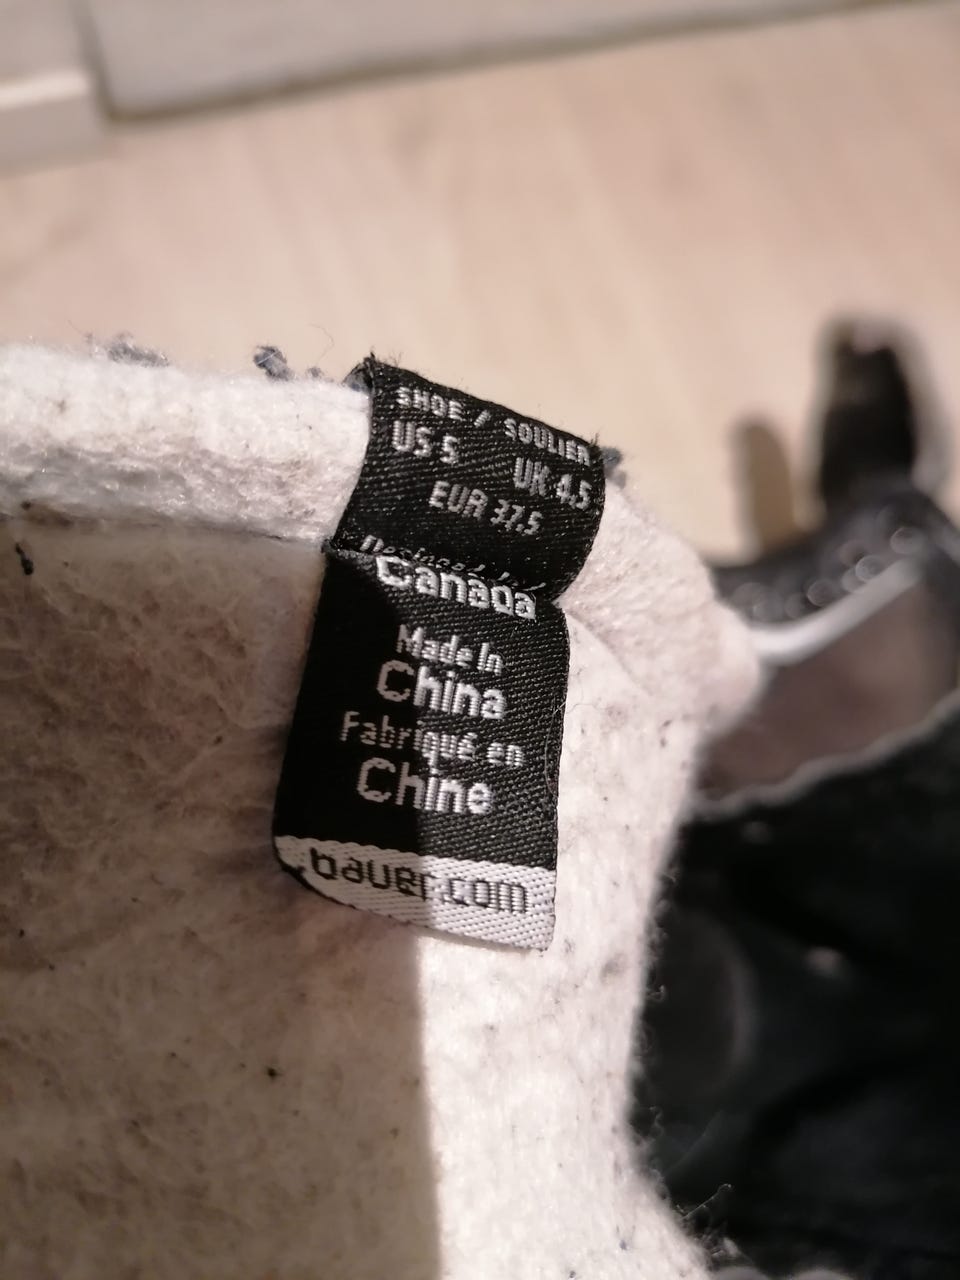 SHOE / SOULIER
US 5 UK 4.5
EUR 37.5
Canada
Made In
China
Fabriqué en
Chine
bauer.com